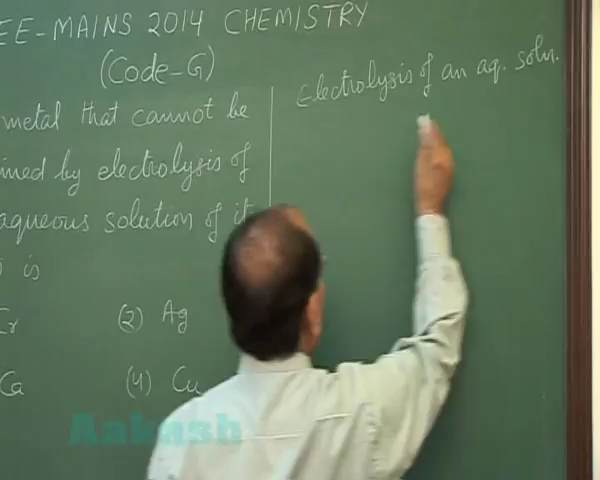 EE-MAINS 2014 CHEMISTRY
(Code-G)
metal that cannot be
ined by electrolysis of
aqueous solution of it
is
Cr (2) Ag
Ca (4) Cu
Electrolysis of an aq. soln.
Aakash